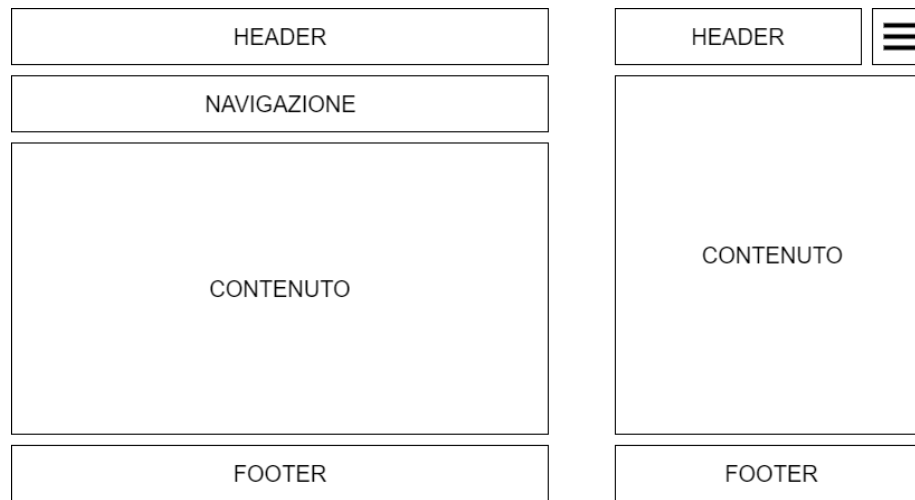 HEADER
NAVIGAZIONE
CONTENUTO
FOOTER
HEADER
CONTENUTO
FOOTER